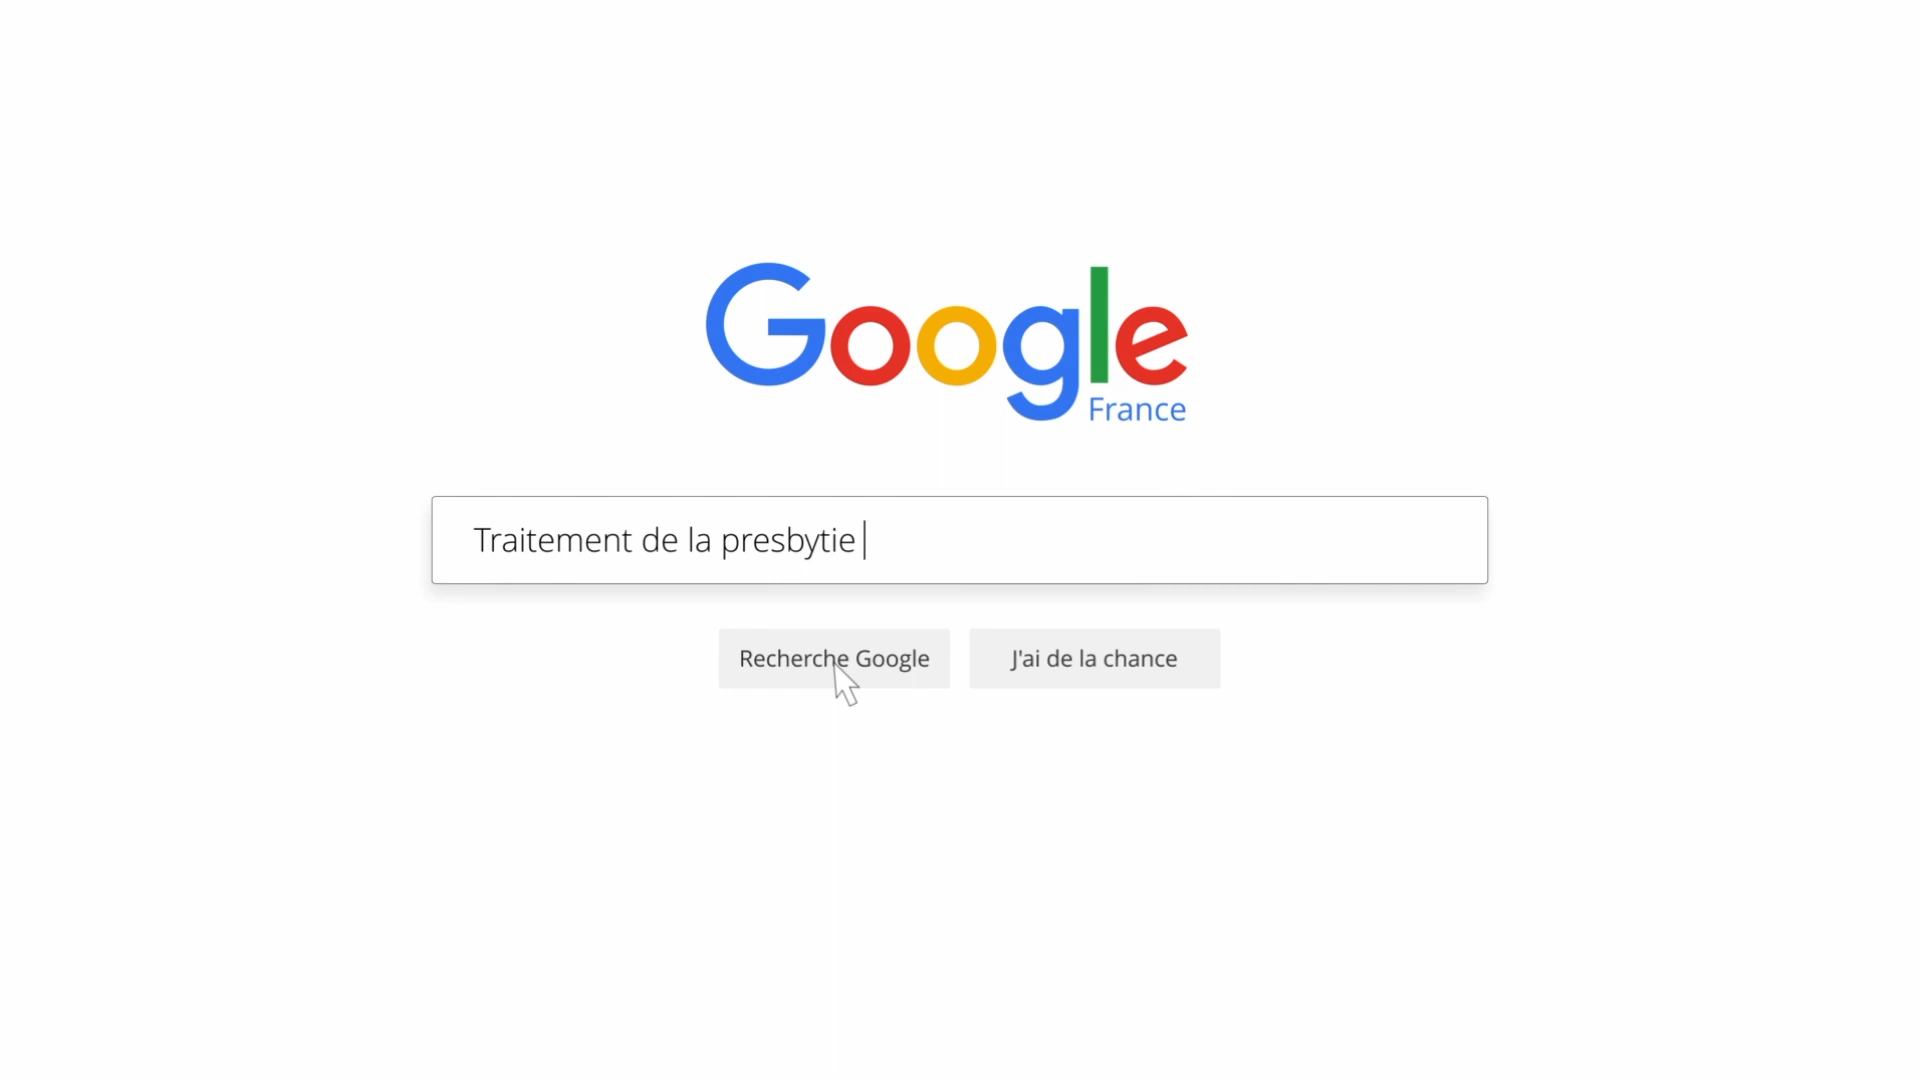 Google
France
Traitement de la presbytie
Recherche Google
J'ai de la chance